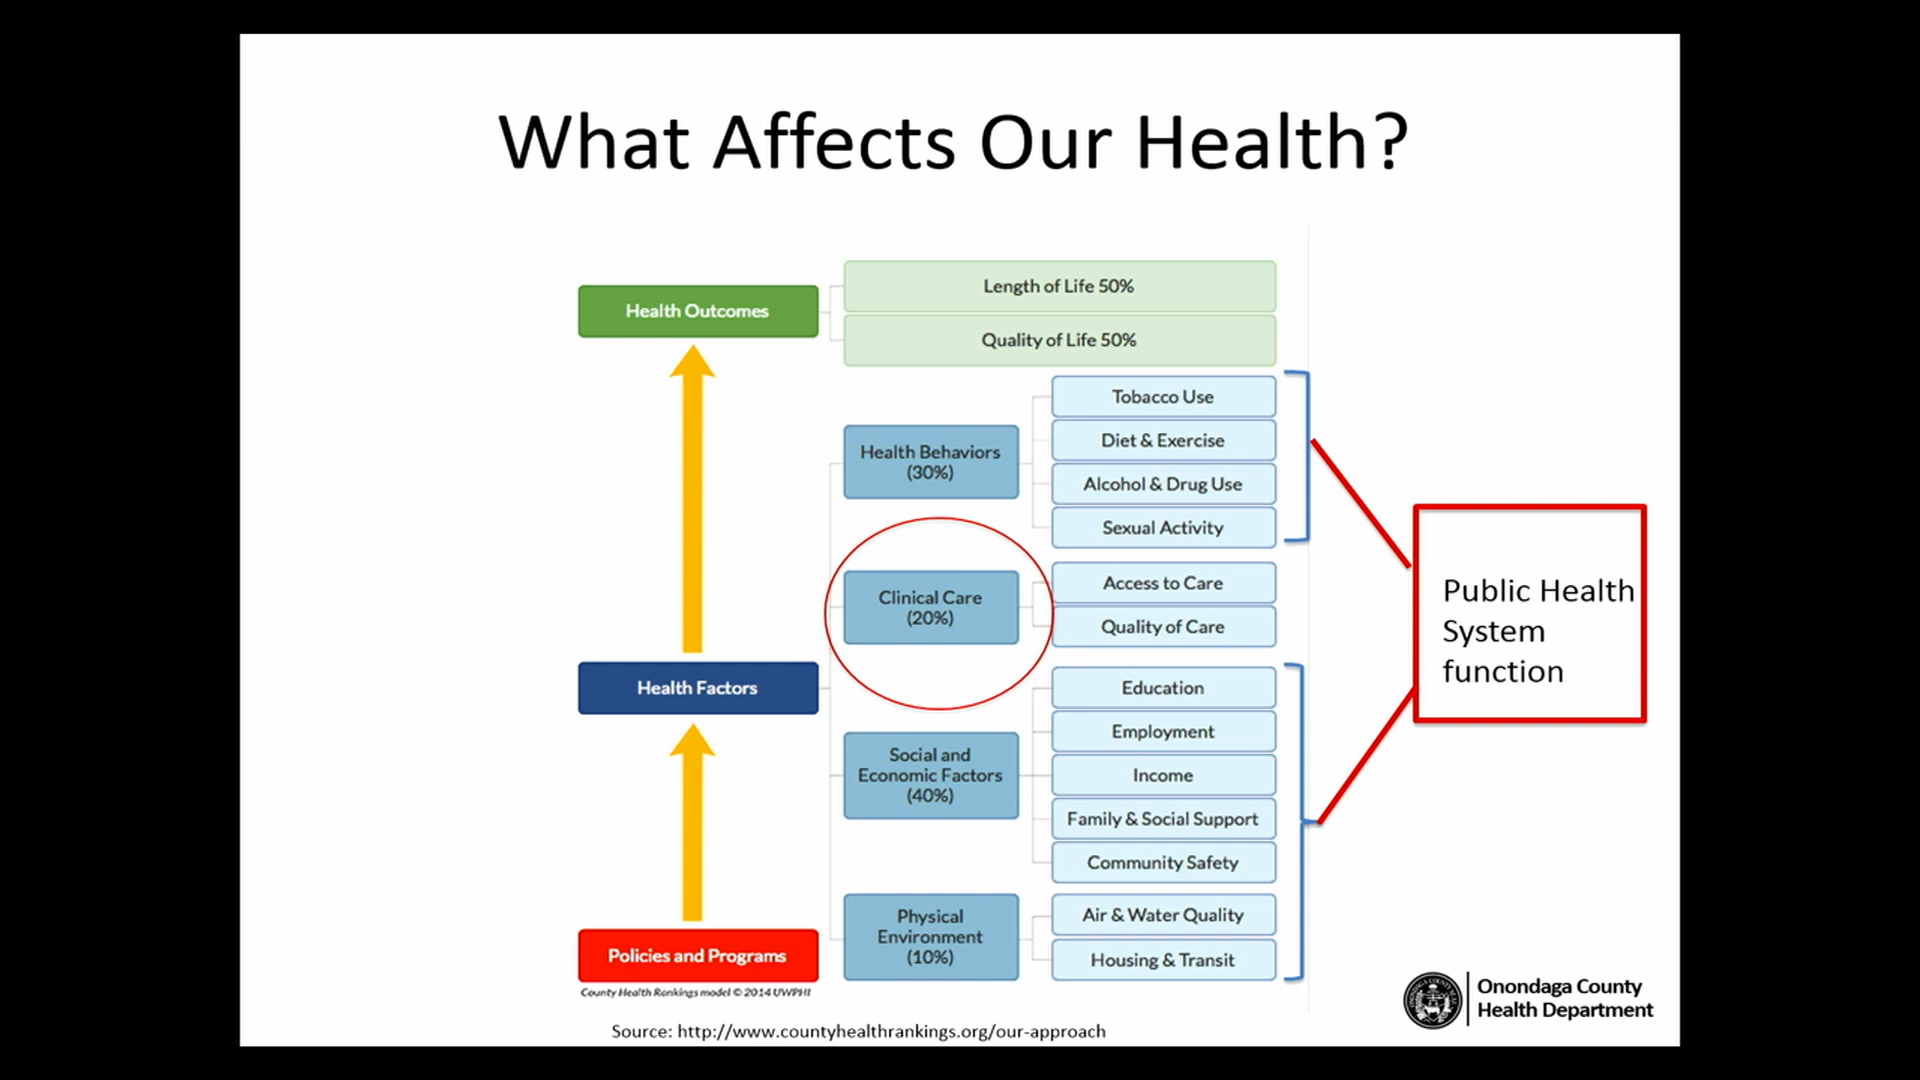 What Affects Our Health?
Health Outcomes
Length of Life 50%
Quality of Life 50%
Health Behaviors
(30%)
Tobacco Use
Diet & Exercise
Alcohol & Drug Use
Sexual Activity
Clinical Care
(20%)
Access to Care
Quality of Care
Health Factors
Social and
Economic Factors
(40%)
Education
Employment
Income
Family & Social Support
Community Safety
Physical
Environment
(10%)
Air & Water Quality
Housing & Transit
Policies and Programs
County Health Rankings model © 2014 UWPHI
Public Health
System
function
Source: http://www.countyhealthrankings.org/our-approach
Onondaga County
Health Department